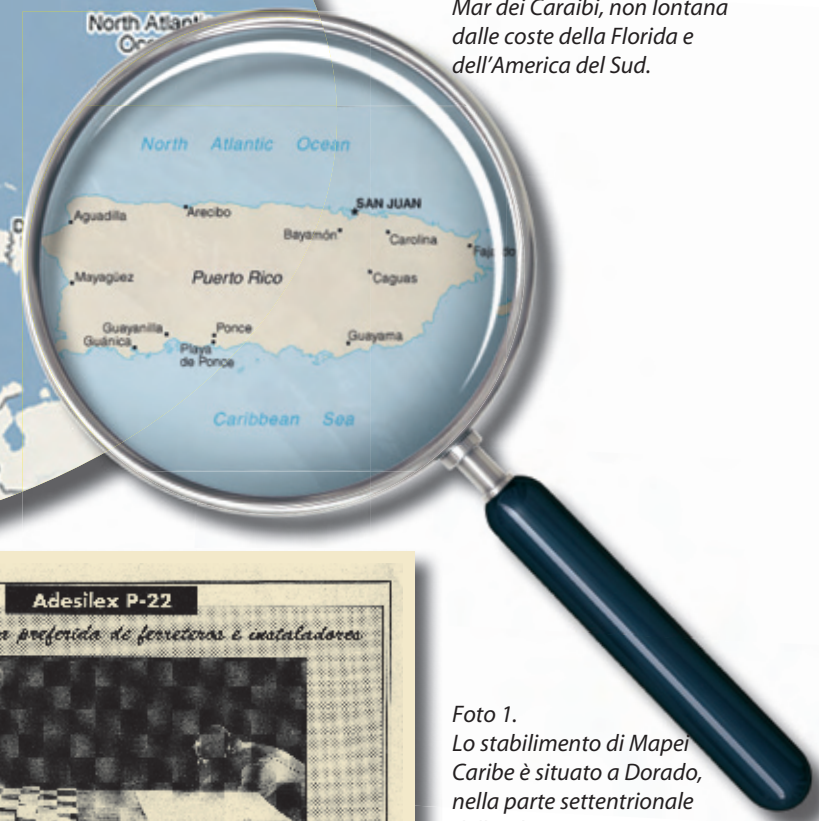 Mar dei Caraibi, non lontana
dalle coste della Florida e
dell'America del Sud.
North
North Atlantic Ocean
SAN JUAN
Aguadilla
Arecibo
Bayamón
Carolina
Mayagüez
Puerto Rico
Caguas
Guayanilla
Ponce
Guánica
Playa
de Ponce
Guayama
Caribbean Sea
Adesilex P-22
preferida de ferreteros e instaladores
Foto 1.
Lo stabilimento di Mapei
Caribe è situato a Dorado,
nella parte settentrionale